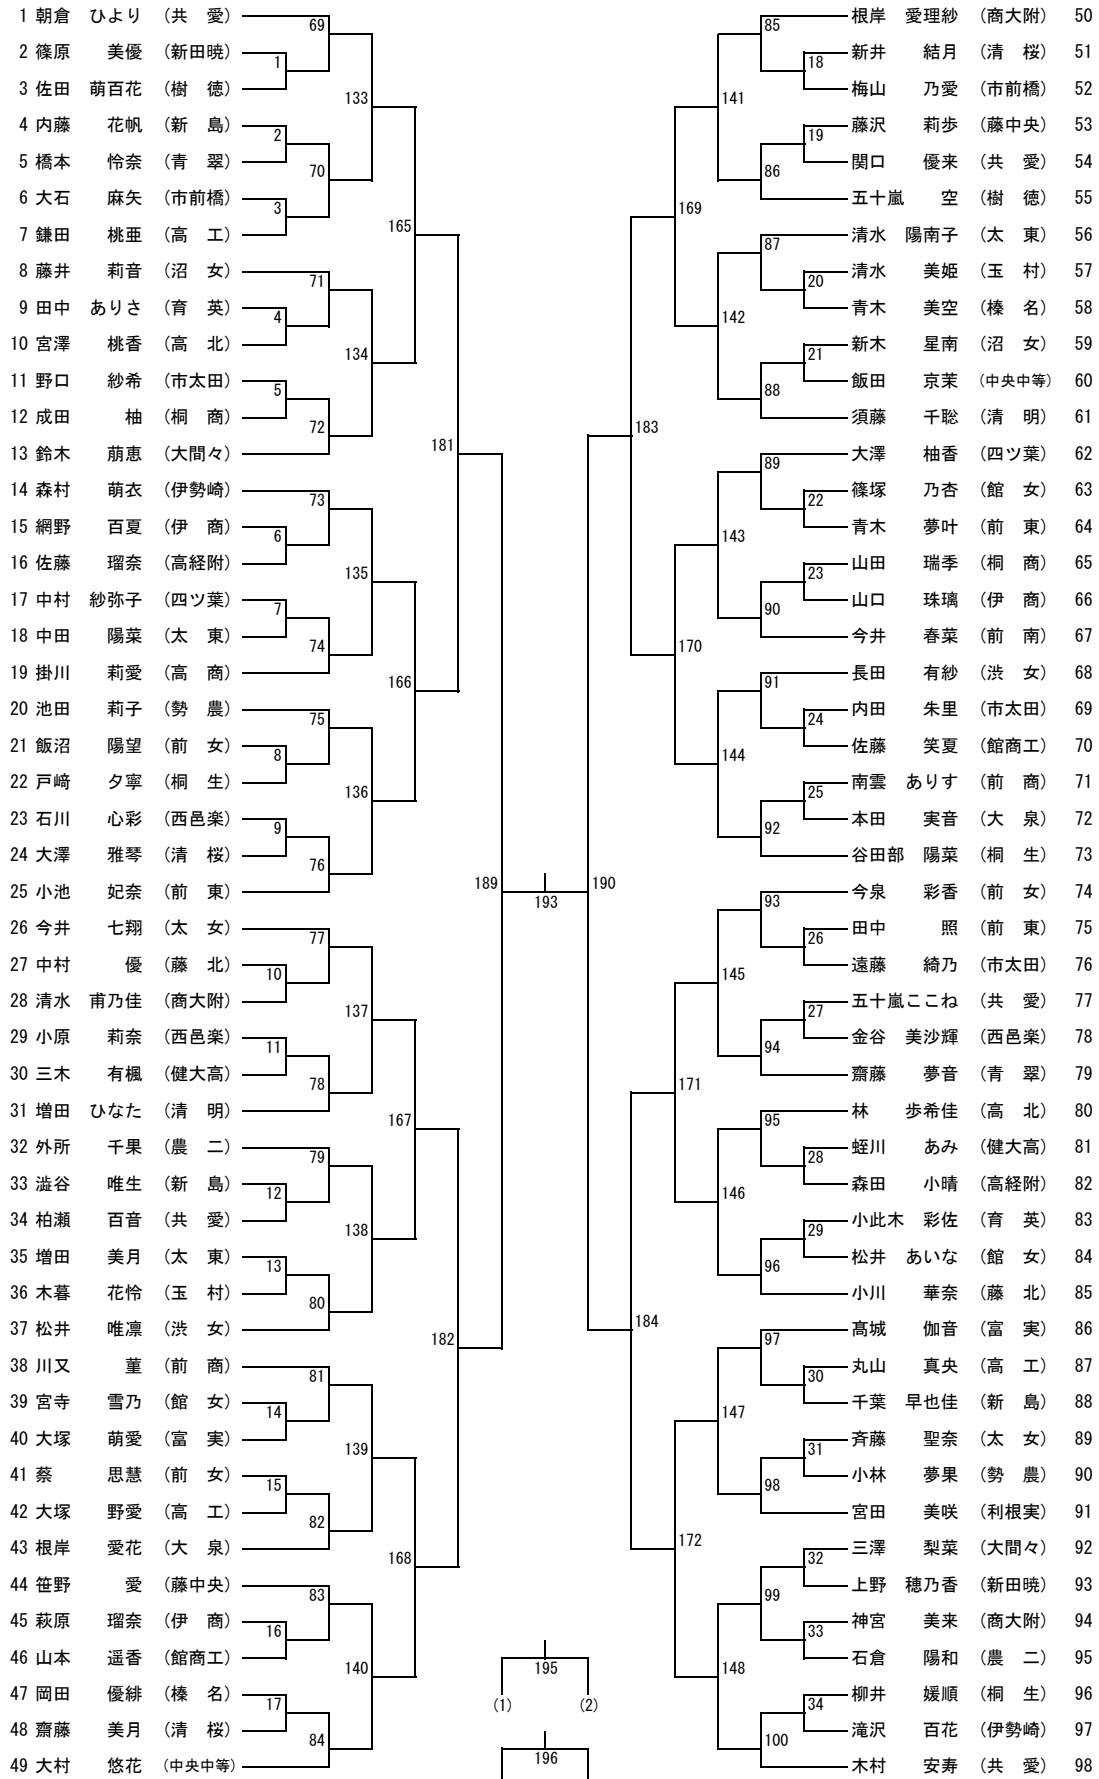 1 朝倉 ひより (共 愛)
2 篠原 美優 (新田暁)
3 佐田 萌百花 (樹 徳)
4 内藤 花帆 (新 島)
5 橋本 怜奈 (青 翠)
6 大石 麻矢 (市前橋)
7 鎌田 桃亜 (高 工)
8 藤井 莉音 (沼 女)
9 田中 ありさ (育 英)
10 宮澤 桃香 (高 北)
11 野口 紗希 (市太田)
12 成田 柚 (桐 商)
13 鈴木 萠恵 (大間々)
14 森村 萌衣 (伊勢崎)
15 網野 百夏 (伊 商)
16 佐藤 瑠奈 (高経附)
17 中村 紗弥子 (四ツ葉)
18 中田 陽菜 (太 東)
19 掛川 莉愛 (高 商)
20 池田 莉子 (勢 農)
21 飯沼 陽望 (前 女)
22 戸﨑 夕寧 (桐 生)
23 石川 心彩 (西邑楽)
24 大澤 雅琴 (清 桜)
25 小池 妃奈 (前 東)
26 今井 七翔 (太 女)
27 中村 優 (藤 北)
28 清水 甫乃佳 (商大附)
29 小原 莉奈 (西邑楽)
30 三木 有楓 (健大高)
31 増田 ひなた (清 明)
32 外所 千果 (農 二)
33 澁谷 唯生 (新 島)
34 柏瀬 百音 (共 愛)
35 増田 美月 (太 東)
36 木暮 花怜 (玉 村)
37 松井 唯凛 (渋 女)
38 川又 菫 (前 商)
39 宮寺 雪乃 (館 女)
40 大塚 萌愛 (富 実)
41 蔡 思慧 (前 女)
42 大塚 野愛 (高 工)
43 根岸 愛花 (大 泉)
44 笹野 愛 (藤中央)
45 萩原 瑠奈 (伊 商)
46 山本 遥香 (館商工)
47 岡田 優緋 (榛 名)
48 齋藤 美月 (清 桜)
49 大村 悠花 (中央中等)
69
1
133
2
70
3
165
71
4
134
5
72
181
73
6
135
7
74
166
75
8
136
9
76
189
77
10
137
11
78
167
79
12
138
13
80
182
81
14
139
15
82
168
83
16
140
17
84
193
195
(1) (2)
196
190
85
18
141
19
86
169
87
20
142
21
88
183
89
22
143
23
90
170
91
24
144
25
92
93
26
145
27
94
171
95
28
146
29
96
184
97
30
147
31
98
172
32
99
33
148
34
100
根岸 愛理紗 (商大附) 50
新井 結月 (清 桜) 51
梅山 乃愛 (市前橋) 52
藤沢 莉歩 (藤中央) 53
関口 優来 (共 愛) 54
五十嵐 空 (樹 徳) 55
清水 陽南子 (太 東) 56
清水 美姫 (玉 村) 57
青木 美空 (榛 名) 58
新木 星南 (沼 女) 59
飯田 京茉 (中央中等) 60
須藤 千聡 (清 明) 61
大澤 柚香 (四ツ葉) 62
篠塚 乃杏 (館 女) 63
青木 夢叶 (前 東) 64
山田 瑞季 (桐 商) 65
山口 珠璃 (伊 商) 66
今井 春菜 (前 南) 67
長田 有紗 (渋 女) 68
内田 朱里 (市太田) 69
佐藤 笑夏 (館商工) 70
南雲 ありす (前 商) 71
本田 実音 (大 泉) 72
谷田部 陽菜 (桐 生) 73
今泉 彩香 (前 女) 74
田中 照 (前 東) 75
遠藤 綺乃 (市太田) 76
五十嵐ここね (共 愛) 77
金谷 美沙輝 (西邑楽) 78
齋藤 夢音 (青 翠) 79
林 歩希佳 (高 北) 80
蛭川 あみ (健大高) 81
森田 小晴 (高経附) 82
小此木 彩佐 (育 英) 83
松井 あいな (館 女) 84
小川 華奈 (藤 北) 85
髙城 伽音 (富 実) 86
丸山 真央 (高 工) 87
千葉 早也佳 (新 島) 88
斉藤 聖奈 (太 女) 89
小林 夢果 (勢 農) 90
宮田 美咲 (利根実) 91
三澤 梨菜 (大間々) 92
上野 穂乃香 (新田暁) 93
神宮 美来 (商大附) 94
石倉 陽和 (農 二) 95
柳井 媛順 (桐 生) 96
滝沢 百花 (伊勢崎) 97
木村 安寿 (共 愛) 98